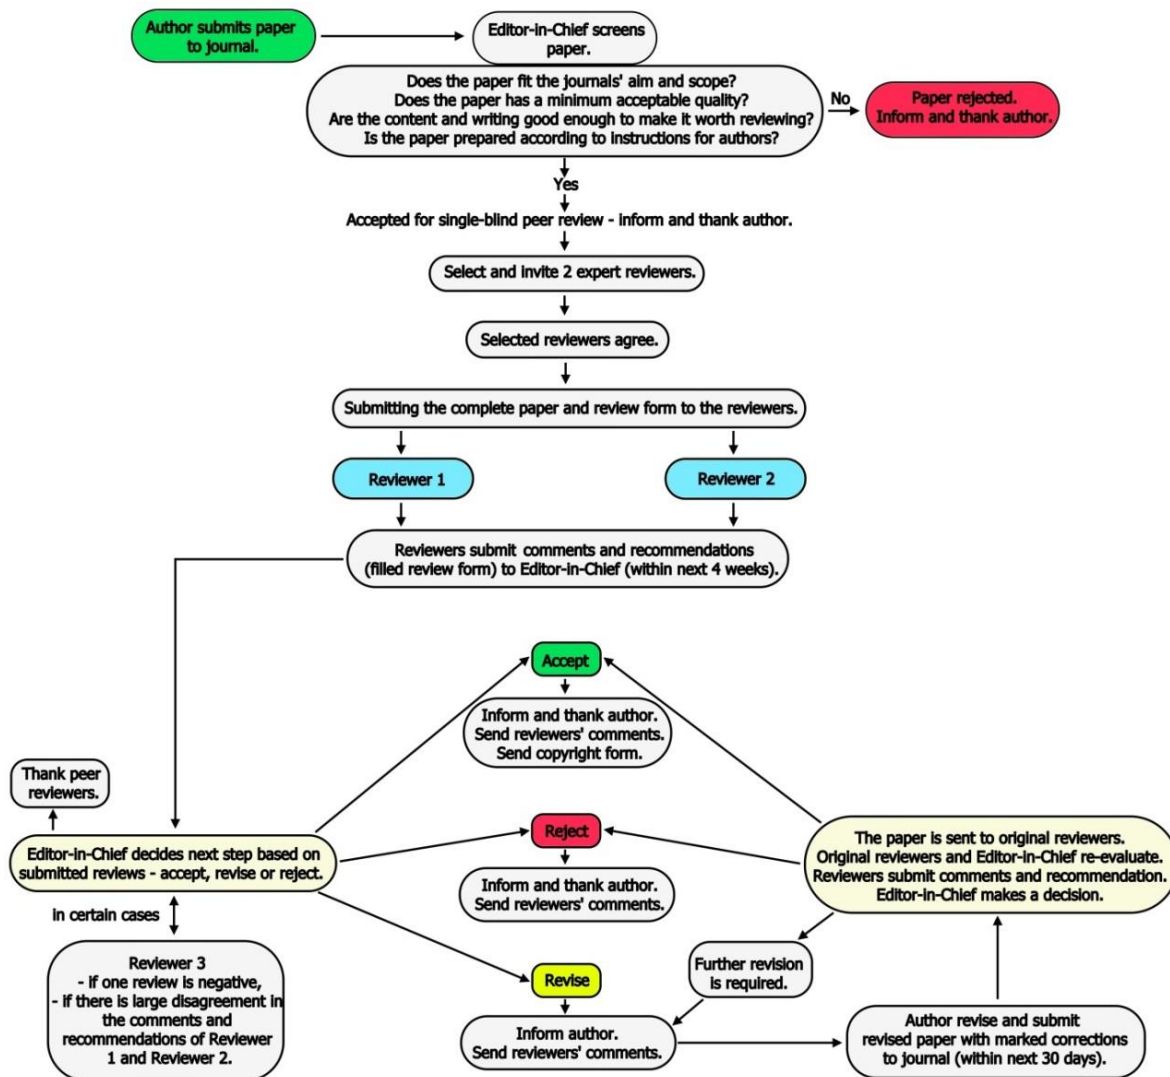 Author submits paper
to journal.
Editor-in-Chief screens
paper.
Does the paper fit the journals' aim and scope?
Does the paper has a minimum acceptable quality?
Are the content and writing good enough to make it worth reviewing?
Is the paper prepared according to instructions for authors?
No
Paper rejected.
Inform and thank author.
Yes
Accepted for single-blind peer review - inform and thank author.
Select and invite 2 expert reviewers.
Selected reviewers agree.
Submitting the complete paper and review form to the reviewers.
Reviewer 1
Reviewer 2
Reviewers submit comments and recommendations
(filled review form) to Editor-in-Chief (within next 4 weeks).
Accept
Inform and thank author.
Send reviewers' comments.
Send copyright form.
Thank peer
reviewers.
Editor-in-Chief decides next step based on
submitted reviews - accept, revise or reject.
Reject
Inform and thank author.
Send reviewers' comments.
The paper is sent to original reviewers.
Original reviewers and Editor-in-Chief re-evaluate.
Reviewers submit comments and recommendation.
Editor-in-Chief makes a decision.
in certain cases
Reviewer 3
- if one review is negative,
- if there is large disagreement in
the comments and
recommendations of Reviewer
1 and Reviewer 2.
Revise
Inform author.
Send reviewers' comments.
Further revision
is required.
Author revise and submit
revised paper with marked corrections
to journal (within next 30 days).